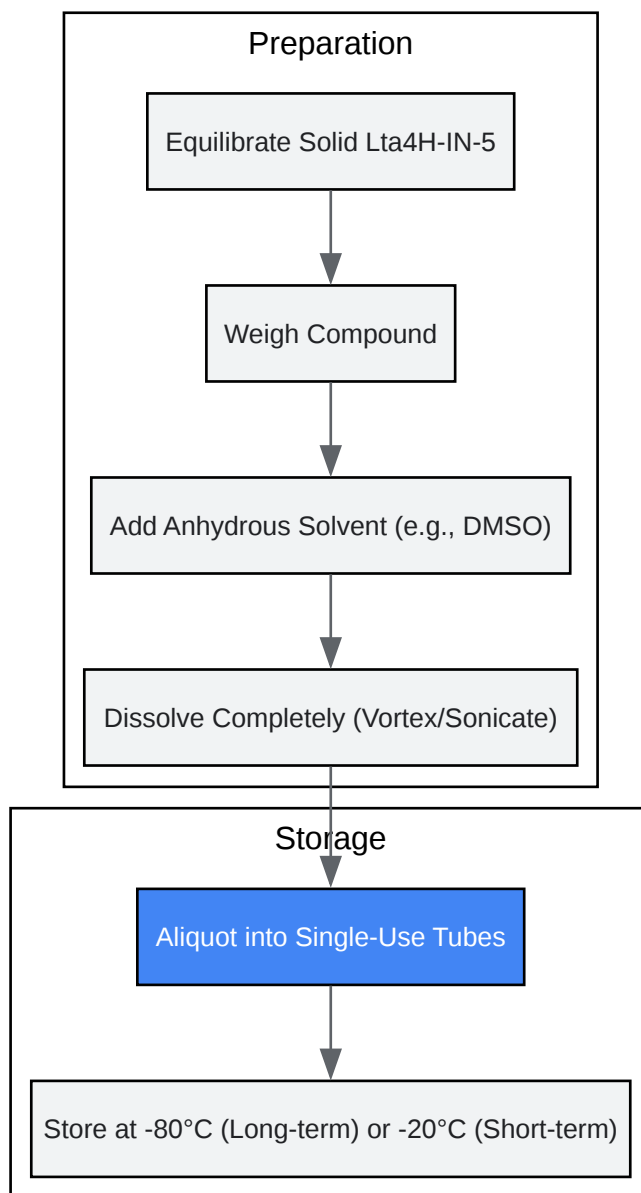 Preparation
Equilibrate Solid Lta4H-IN-5
Weigh Compound
Add Anhydrous Solvent (e.g., DMSO)
Dissolve Completely (Vortex/Sonicate)
Storage
Aliquot into Single-Use Tubes
Store at -80°C (Long-term) or -20°C (Short-term)